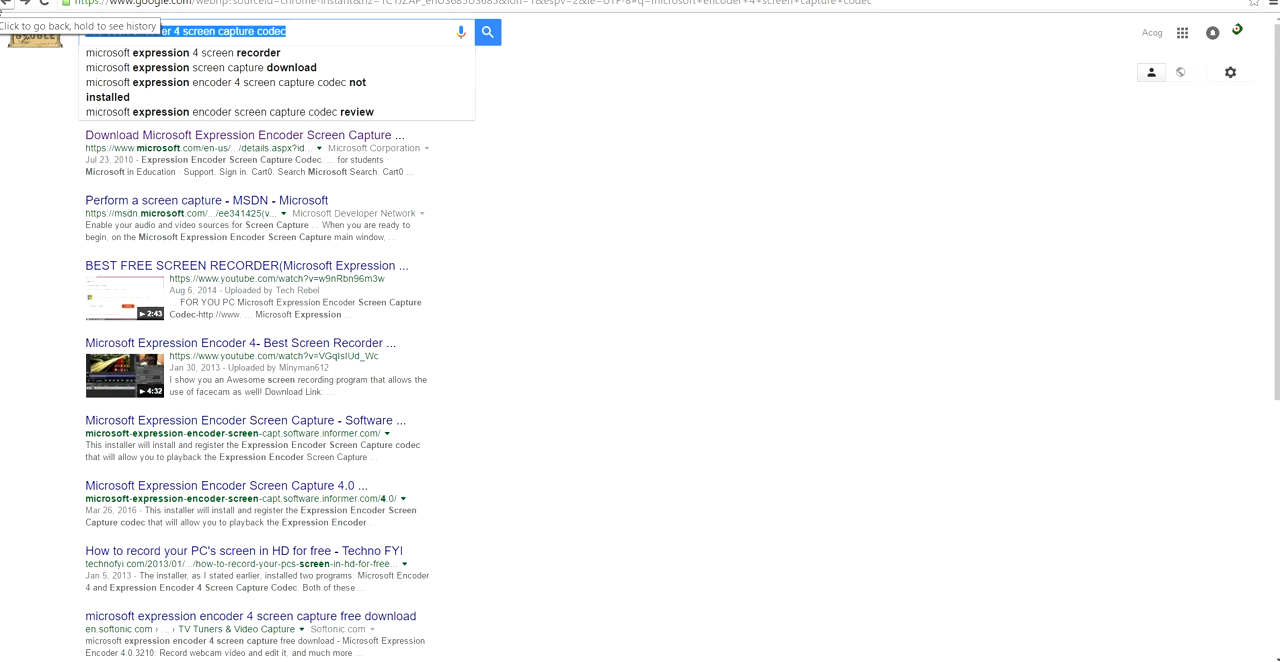 https://www.google.com/webhp?sourceid=chrome-instant
Click to go back, hold to see history
er 4 screen capture codec
Acog
microsoft expression 4 screen recorder
microsoft expression screen capture download
microsoft expression encoder 4 screen capture codec not
installed
microsoft expression encoder screen capture codec review
Download Microsoft Expression Encoder Screen Capture ...
https://www.microsoft.com/en-us/.../details.aspx?id... Microsoft Corporation
Jul 23, 2010 - Expression Encoder Screen Capture Codec. ... for students ·
Microsoft in Education · Support. Sign in. Cart0. Search Microsoft Search. Cart0 ...
Perform a screen capture - MSDN - Microsoft
https://msdn.microsoft.com/.../ee341425(v... Microsoft Developer Network
Enable your audio and video sources for Screen Capture ... When you are ready to
begin, on the Microsoft Expression Encoder Screen Capture main window, ...
BEST FREE SCREEN RECORDER(Microsoft Expression ...
https://www.youtube.com/watch?v=w9nRbn96m3w
Aug 6, 2014 - Uploaded by Tech Rebel
... FOR YOU PC Microsoft Expression Encoder Screen Capture
Codec-http://www. ... Microsoft Expression ...
2:43
Microsoft Expression Encoder 4- Best Screen Recorder ...
https://www.youtube.com/watch?v=VGqIsIUd_Wc
Jan 30, 2013 - Uploaded by Minyman612
I show you an Awesome screen recording program that allows the
use of facecam as well! Download Link. ...
4:32
Microsoft Expression Encoder Screen Capture - Software ...
microsoft-expression-encoder-screen-capt.software.informer.com/
This installer will install and register the Expression Encoder Screen Capture codec
that will allow you to playback the Expression Encoder Screen Capture ...
Microsoft Expression Encoder Screen Capture 4.0 ...
microsoft-expression-encoder-screen-capt.software.informer.com/4.0/
Mar 26, 2016 - This installer will install and register the Expression Encoder Screen
Capture codec that will allow you to playback the Expression Encoder ...
How to record your PC's screen in HD for free - Techno FYI
technofyi.com/2013/01/.../how-to-record-your-pcs-screen-in-hd-for-free...
Jan 5, 2013 - The installer, as I stated earlier, installed two programs: Microsoft Encoder
4 and Expression Encoder 4 Screen Capture Codec. Both of these ...
microsoft expression encoder 4 screen capture free download
en.softonic.com › ... › TV Tuners & Video Capture Softonic.com
microsoft expression encoder 4 screen capture free download - Microsoft Expression
Encoder 4 4.0.3210: Record webcam video and edit it, and much more ...